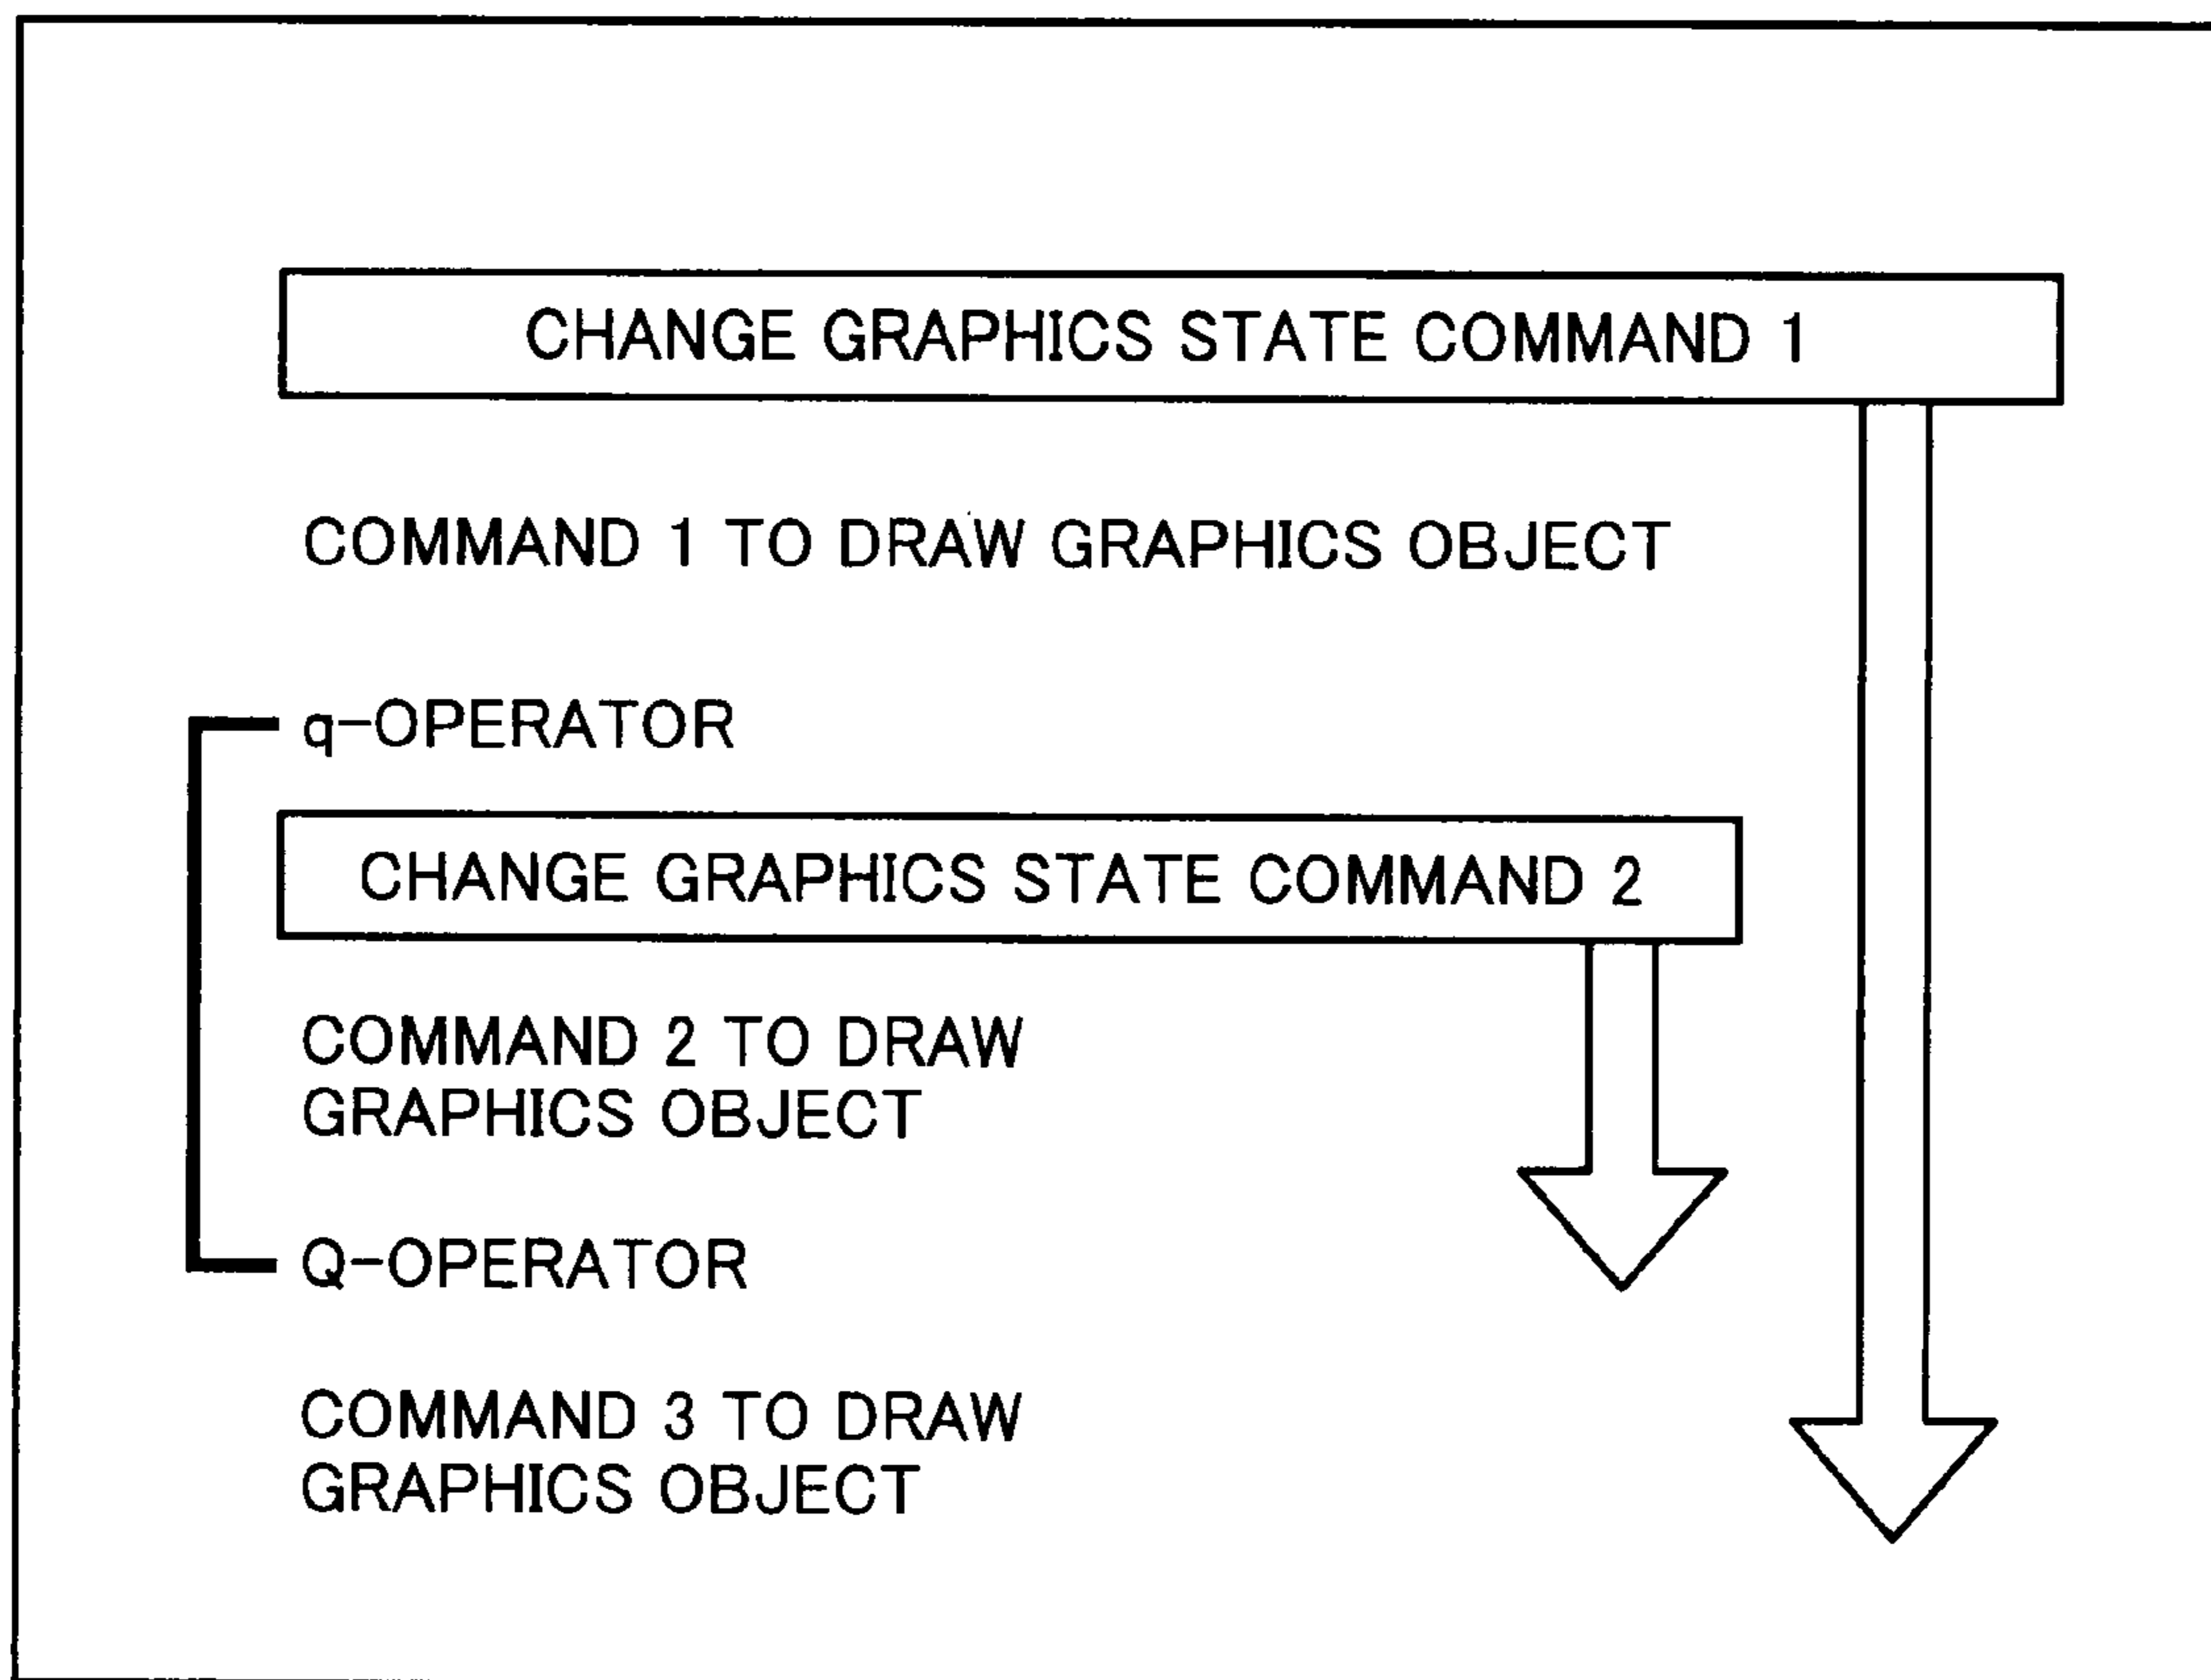 CHANGE GRAPHICS STATE COMMAND 1
COMMAND 1 TO DRAW GRAPHICS OBJECT
q-OPERATOR
CHANGE GRAPHICS STATE COMMAND 2
COMMAND 2 TO DRAW
GRAPHICS OBJECT
Q-OPERATOR
COMMAND 3 TO DRAW
GRAPHICS OBJECT